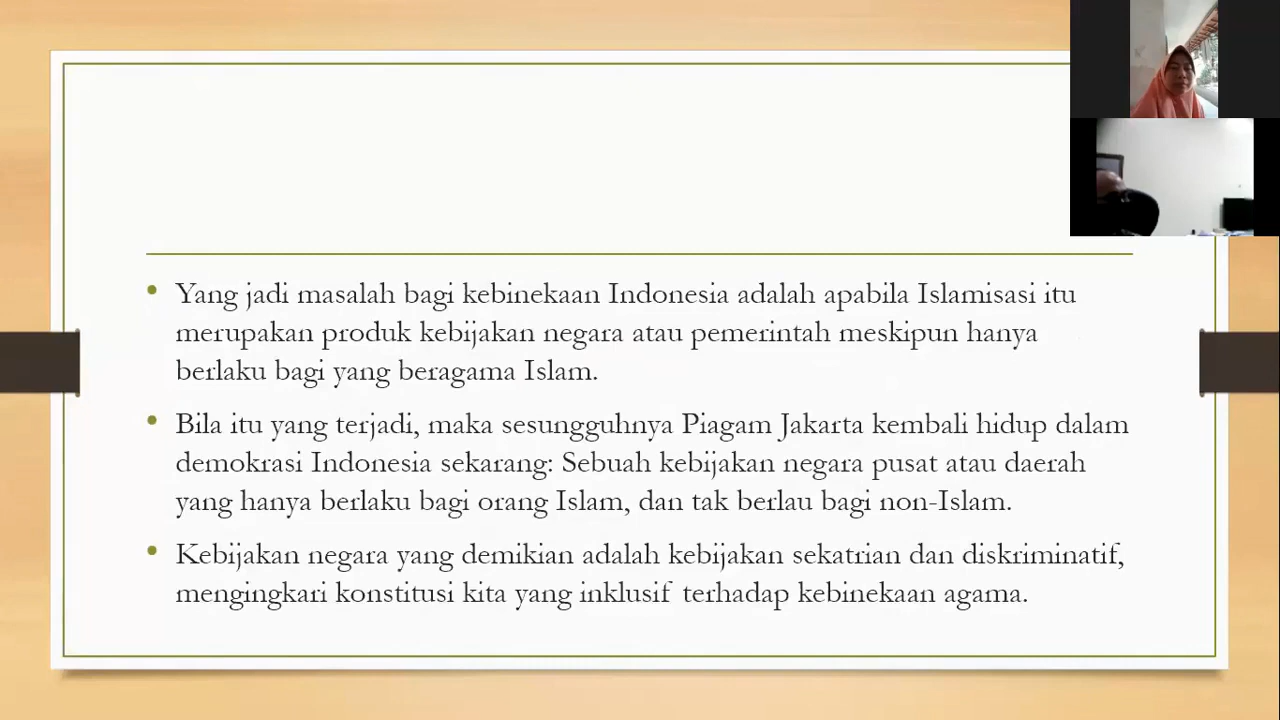 • Yang jadi masalah bagi kebinekaan Indonesia adalah apabila Islamisasi itu
merupakan produk kebijakan negara atau pemerintah meskipun hanya
berlaku bagi yang beragama Islam.
• Bila itu yang terjadi, maka sesungguhnya Piagam Jakarta kembali hidup dalam
demokrasi Indonesia sekarang: Sebuah kebijakan negara pusat atau daerah
yang hanya berlaku bagi orang Islam, dan tak berlau bagi non-Islam.
• Kebijakan negara yang demikian adalah kebijakan sekatrian dan diskriminatif,
mengingkari konstitusi kita yang inklusif terhadap kebinekaan agama.